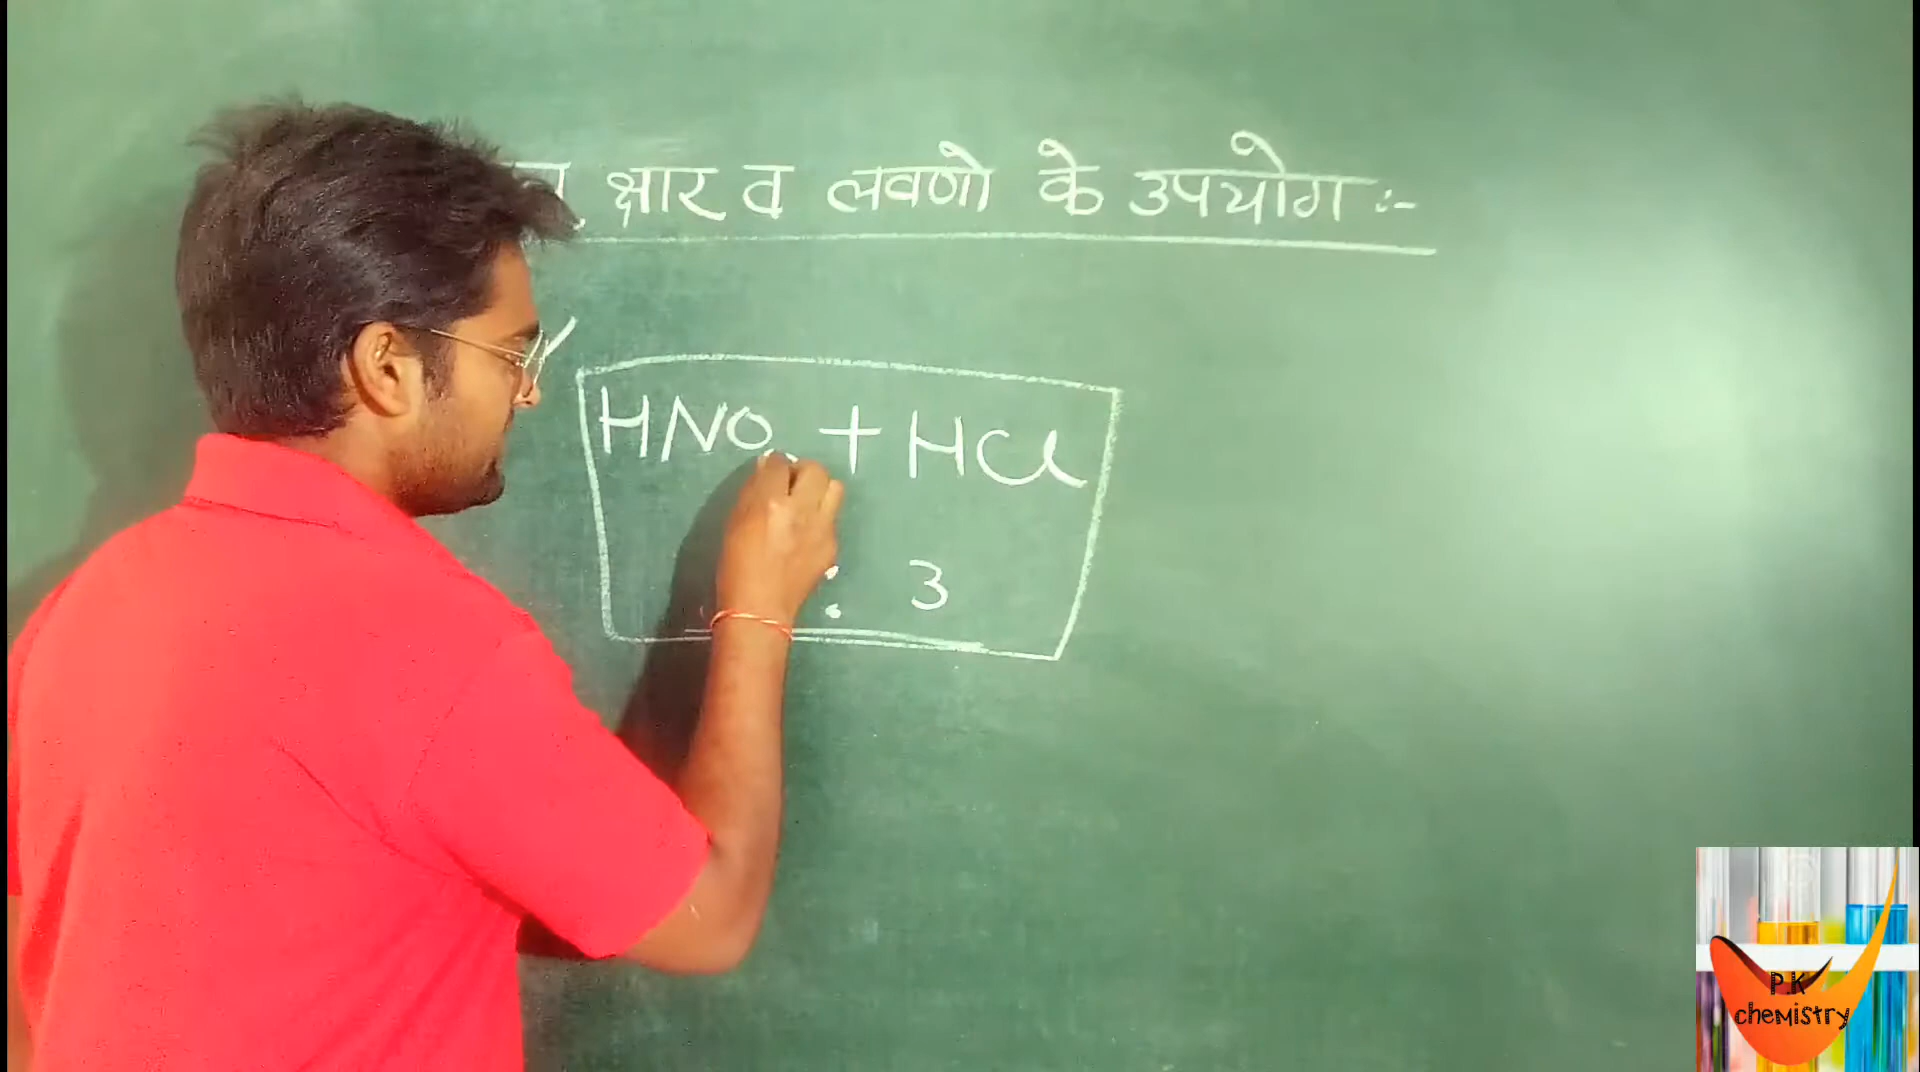 क्षार व लवणो के उपयोग :-
HNO + HCl
: 3
P.K
chemistry